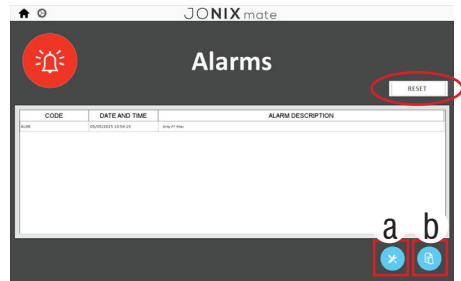 JONIX mate
Alarms
RESET
CODE DATE AND TIME ALARM DESCRIPTION
a b